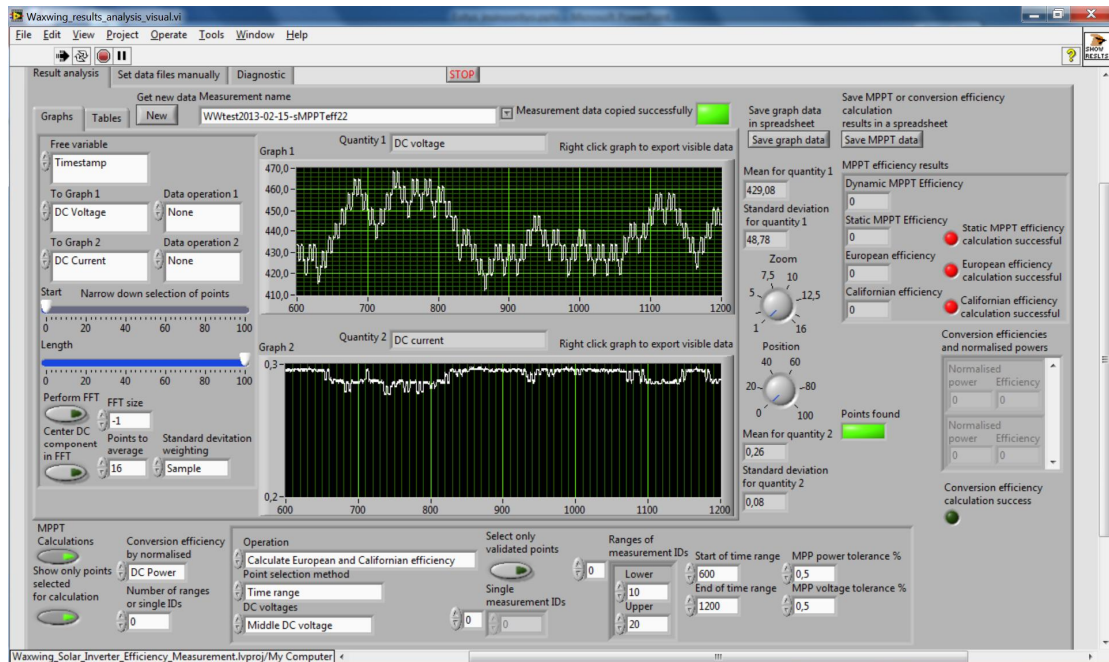 Waxwing_results_analysis_visual.vi
File Edit View Project Operate Tools Window Help
SHOW
RESLTS
Result analysis Set data files manually Diagnostic STOP
Get new data Measurement name
Graphs Tables New WWtest2013-02-15-sMPPTeff22 Measurement data copied successfully
Save graph data
in spreadsheet
Save graph data
Save MPPT or conversion efficiency
calculation
results in a spreadsheet
Save MPPT data
Free variable
Timestamp
To Graph 1 Data operation 1
DC Voltage None
To Graph 2 Data operation 2
DC Current None
Start Narrow down selection of points
0 20 40 60 80 100
Length
0 20 40 60 80 100
Perform FFT FFT size
-1
Center DC
component
in FFT
Points to
average
16
Standard devitation
weighting
Sample
Graph 1 Quantity 1 DC voltage Right click graph to export visible data
470,0
460,0
450,0
440,0
430,0
420,0
410,0
600 700 800 900 1000 1100 1200
Graph 2 Quantity 2 DC current Right click graph to export visible data
0,3
0,2
600 700 800 900 1000 1100 1200
Mean for quantity 1
429,08
Standard deviation
for quantity 1
48,78
Zoom
7,5 10
5 12,5
1 16
Position
40 60
20 80
0 100
Mean for quantity 2
0,26
Standard deviation
for quantity 2
0,08
MPPT efficiency results
Dynamic MPPT Efficiency
0
Static MPPT Efficiency
0
Static MPPT efficiency
calculation successful
European efficiency
0
European efficiency
calculation successful
Californian efficiency
0
Californian efficiency
calculation successful
Points found
Conversion efficiencies
and normalised powers
Normalised
power Efficiency
0 0
Normalised
power Efficiency
0 0
Conversion efficiency
calculation success
MPPT
Calculations
Show only points
selected
for calculation
Conversion efficiency
by normalised
DC Power
Number of ranges
or single IDs
0
Operation
Calculate European and Californian efficiency
Point selection method
Time range
DC voltages
Middle DC voltage
Select only
validated points
Single
measurement IDs
0 0
Ranges of
measurement IDs
0
Lower
10
Upper
20
Start of time range
600
End of time range
1200
MPP power tolerance %
0,5
MPP voltage tolerance %
0,5
Waxwing_Solar_Inverter_Efficiency_Measurement.lvproj/My Computer